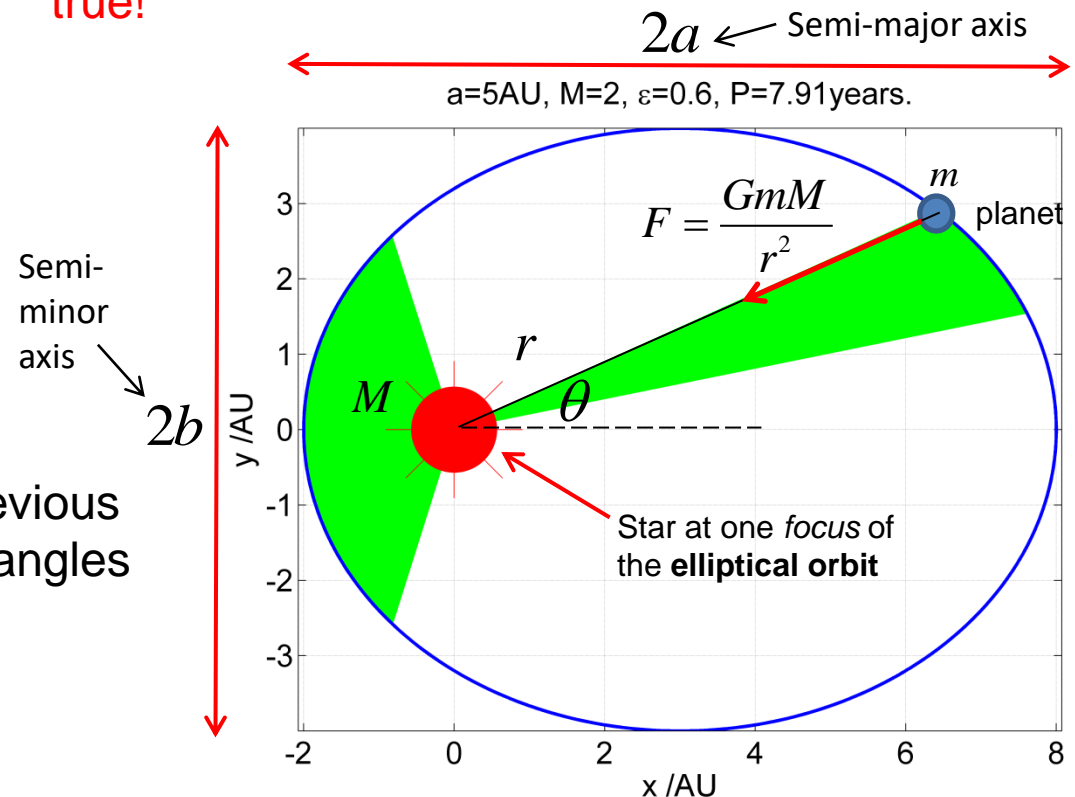 true!
2a
Semi-major axis
a=5AU, M=2, ε=0.6, P=7.91years.
Semi-
minor
axis
2b
y /AU
3
2
1
0
-1
-2
-3
F = GmM / r²
m
planet
r
M
θ
Star at one focus of
the elliptical orbit
evious
angles
-2 0 2 4 6 8
x /AU